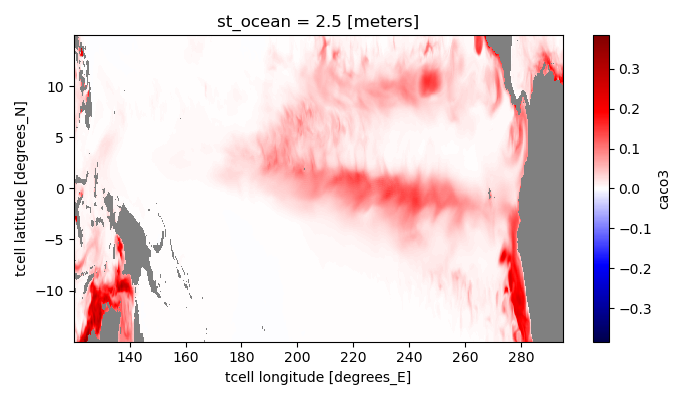 st_ocean = 2.5 [meters]
tcell latitude [degrees_N]
10
5
0
−5
−10
140 160 180 200 220 240 260 280
tcell longitude [degrees_E]
0.3
0.2
0.1
0.0
−0.1
−0.2
−0.3
caco3